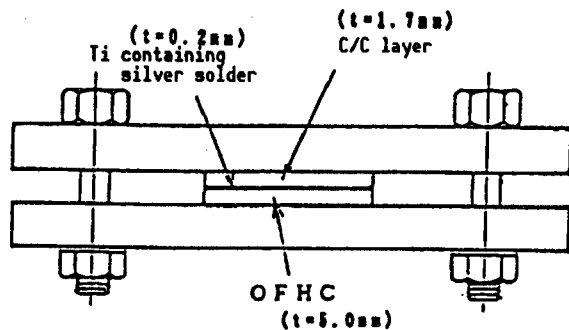 (t=0.2mm)
Ti containing
silver solder
(t=1.7mm)
C/C layer
OFHC
(t=5.0mm)